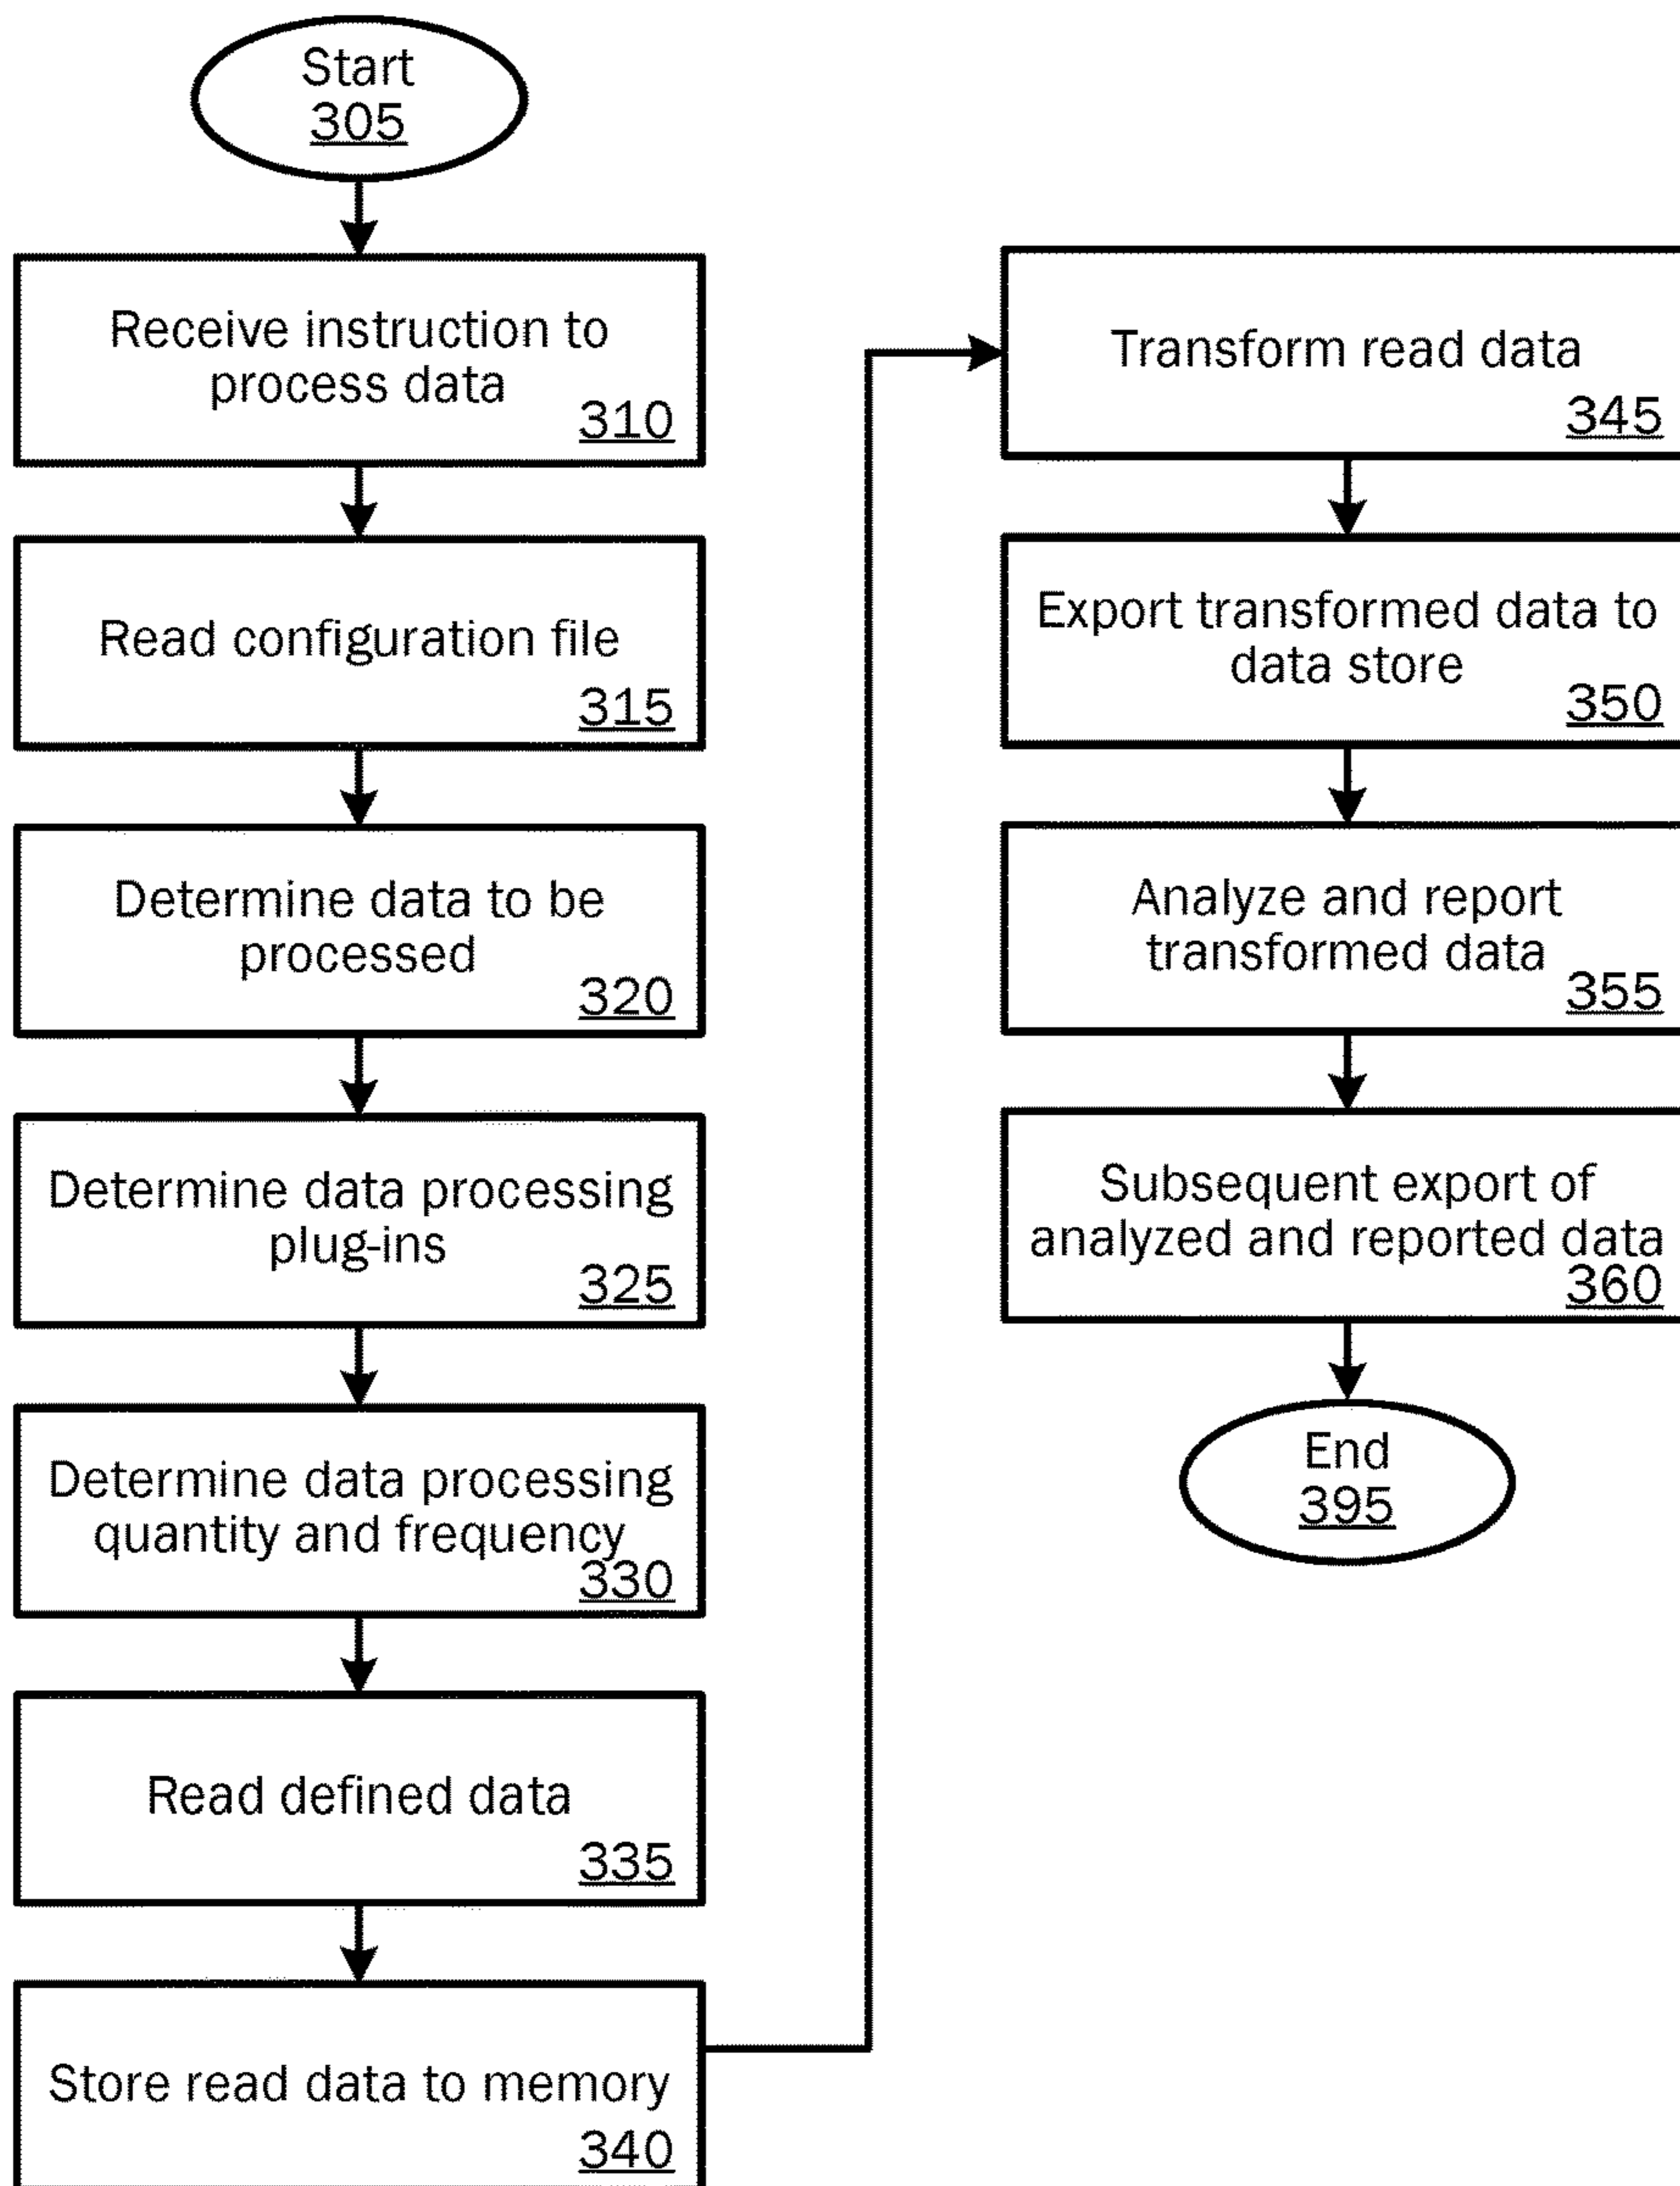 Start
305
Receive instruction to
process data
310
Read configuration file
315
Determine data to be
processed
320
Determine data processing
plug-ins
325
Determine data processing
quantity and frequency
330
Read defined data
335
Store read data to memory
340
Transform read data
345
Export transformed data to
data store
350
Analyze and report
transformed data
355
Subsequent export of
analyzed and reported data
360
End
395